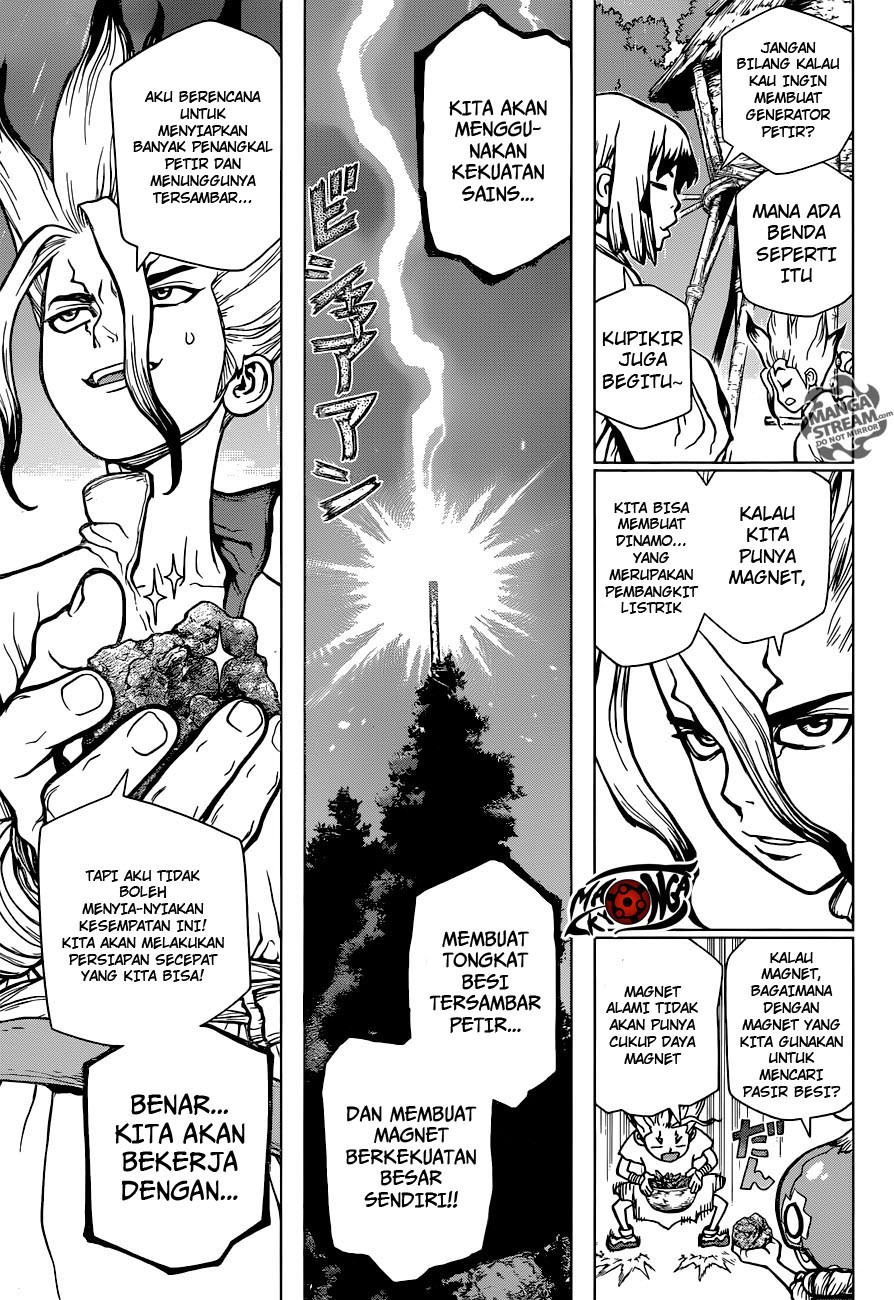 JANGAN
BILANG KALAU
KAU INGIN
MEMBUAT
GENERATOR
PETIR?
MANA ADA
BENDA
SEPERTI
ITU
KUPIKIR
JUGA
BEGITU~
MANGA
STREAM.com
DO NOT MIRROR
KALAU
KITA
PUNYA
MAGNET,
KITA BISA
MEMBUAT
DINAMO...
YANG
MERUPAKAN
PEMBANGKIT
LISTRIK
MANGA
KI
KALAU
MAGNET,
BAGAIMANA
DENGAN
MAGNET YANG
KITA GUNAKAN
UNTUK
MENCARI
PASIR BESI?
MAGNET
ALAMI TIDAK
AKAN PUNYA
CUKUP DAYA
MAGNET
だん
KITA AKAN
MENGGU-
NAKAN
KEKUATAN
SAINS...
ビシャアアアン
MEMBUAT
TONGKAT
BESI
TERSAMBAR
PETIR...
DAN MEMBUAT
MAGNET
BERKEKUATAN
BESAR
SENDIRI!!
AKU BERENCANA
UNTUK
MENYIAPKAN
BANYAK PENANGKAL
PETIR DAN
MENUNGGUNYA
TERSAMBAR...
TAPI AKU TIDAK
BOLEH
MENYIA-NYIAKAN
KESEMPATAN INI!
KITA AKAN MELAKUKAN
PERSIAPAN SECEPAT
YANG KITA BISA!
BENAR...
KITA AKAN
BEKERJA
DENGAN...